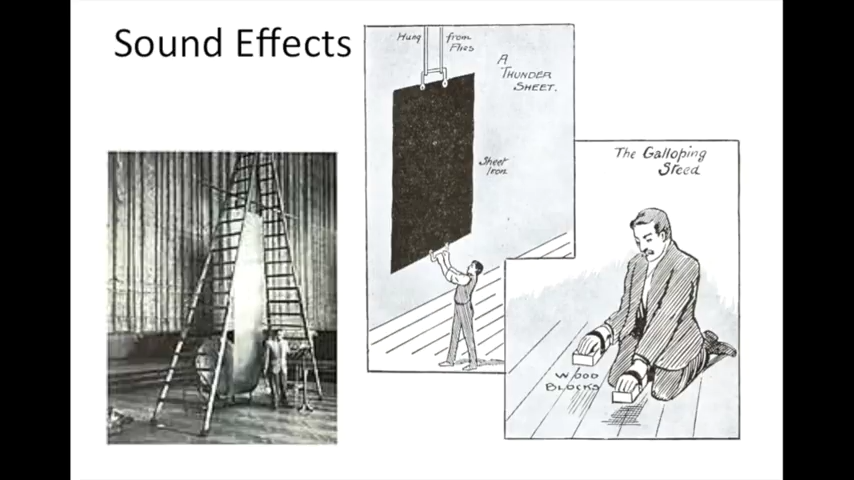 Sound Effects
Hung from
Flies
A
THUNDER
SHEET.
Sheet
Iron
The Galloping
Steed
WOOD
BLOCKS